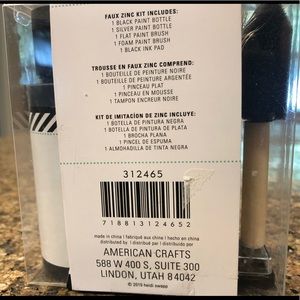 FAUX ZINC KIT INCLUDES:
1 BLACK PAINT BOTTLE
1 SILVER PAINT BOTTLE
1 FLAT PAINT BRUSH
1 FOAM PAINT BRUSH
1 BLACK INK PAD
TROUSSE EN FAUX ZINC COMPREND:
1 BOUTEILLE DE PEINTURE NOIRE
1 BOUTEILLE DE PEINTURE ARGENTÉE
1 PINCEAU PLAT
1 PINCEAU EN MOUSSE
1 TAMPON ENCREUR NOIR
KIT DE IMITACÍON DE ZINC INCLUYE:
1 BOTELLA DE PINTURA NEGRA
1 BOTELLA DE PINTURA DE PLATA
1 BROCHA PLANA
1 PINCEL DE ESPUMA
1 ALMOHADILLA DE TINTA NEGRA
312465
7 18813 12465 2
made in china | fabriqué aux chine | hecho en china
distributed by | distribué par | distribuido por
AMERICAN CRAFTS
588 W 400 S, SUITE 300
LINDON, UTAH 84042
© 2015 heidi swapp